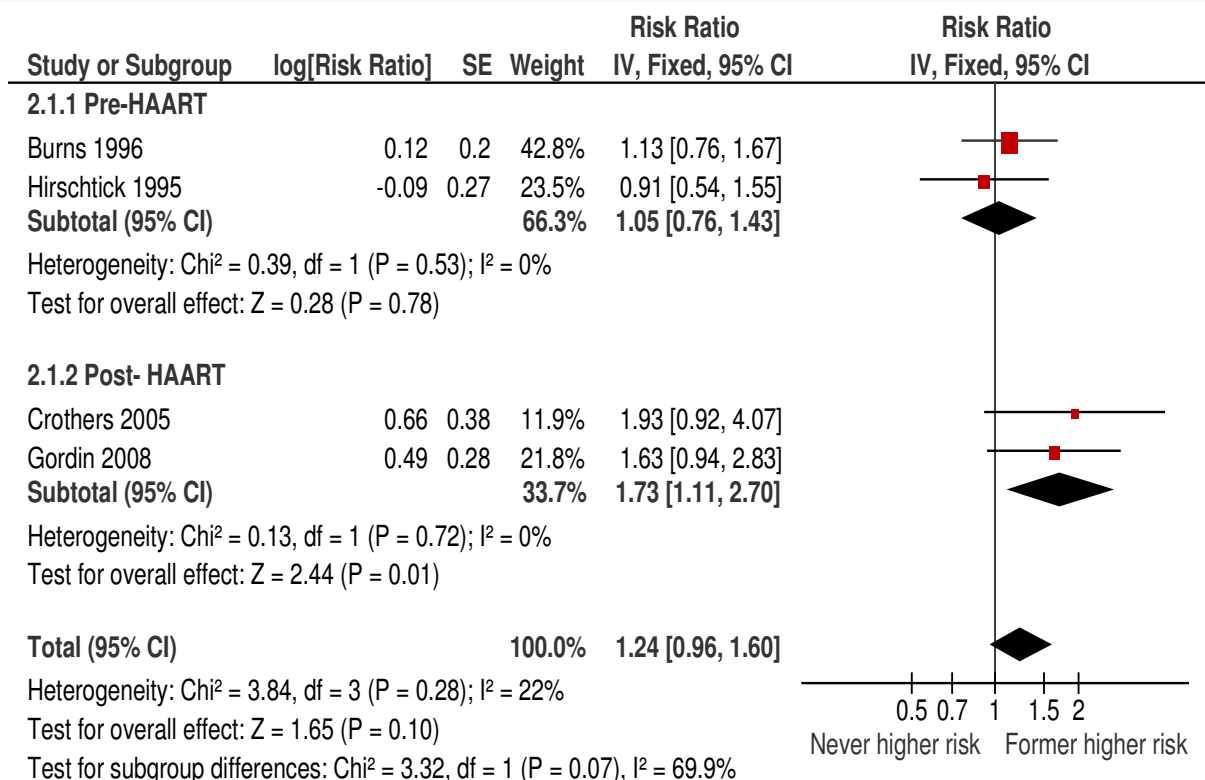 Risk Ratio Risk Ratio
Study or Subgroup log[Risk Ratio] SE Weight IV, Fixed, 95% CI IV, Fixed, 95% CI
2.1.1 Pre-HAART
Burns 1996 0.12 0.2 42.8% 1.13 [0.76, 1.67]
Hirschtick 1995 -0.09 0.27 23.5% 0.91 [0.54, 1.55]
Subtotal (95% CI) 66.3% 1.05 [0.76, 1.43]
Heterogeneity: Chi² = 0.39, df = 1 (P = 0.53); I² = 0%
Test for overall effect: Z = 0.28 (P = 0.78)
2.1.2 Post- HAART
Crothers 2005 0.66 0.38 11.9% 1.93 [0.92, 4.07]
Gordin 2008 0.49 0.28 21.8% 1.63 [0.94, 2.83]
Subtotal (95% CI) 33.7% 1.73 [1.11, 2.70]
Heterogeneity: Chi² = 0.13, df = 1 (P = 0.72); I² = 0%
Test for overall effect: Z = 2.44 (P = 0.01)
Total (95% CI) 100.0% 1.24 [0.96, 1.60]
Heterogeneity: Chi² = 3.84, df = 3 (P = 0.28); I² = 22%
Test for overall effect: Z = 1.65 (P = 0.10)
Test for subgroup differences: Chi² = 3.32, df = 1 (P = 0.07), I² = 69.9%
0.5 0.7 1 1.5 2
Never higher risk Former higher risk